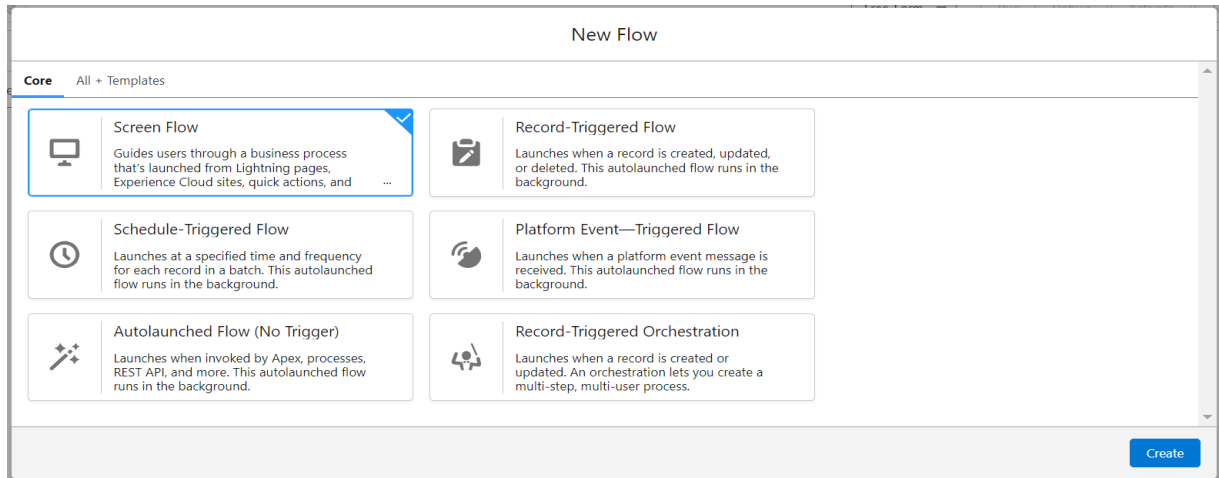 New Flow
Core All + Templates
Screen Flow
Guides users through a business process
that's launched from Lightning pages,
Experience Cloud sites, quick actions, and ...
Record-Triggered Flow
Launches when a record is created, updated,
or deleted. This autolaunched flow runs in the
background.
Schedule-Triggered Flow
Launches at a specified time and frequency
for each record in a batch. This autolaunched
flow runs in the background.
Platform Event—Triggered Flow
Launches when a platform event message is
received. This autolaunched flow runs in the
background.
Autolaunched Flow (No Trigger)
Launches when invoked by Apex, processes,
REST API, and more. This autolaunched flow
runs in the background.
Record-Triggered Orchestration
Launches when a record is created or
updated. An orchestration lets you create a
multi-step, multi-user process.
Create